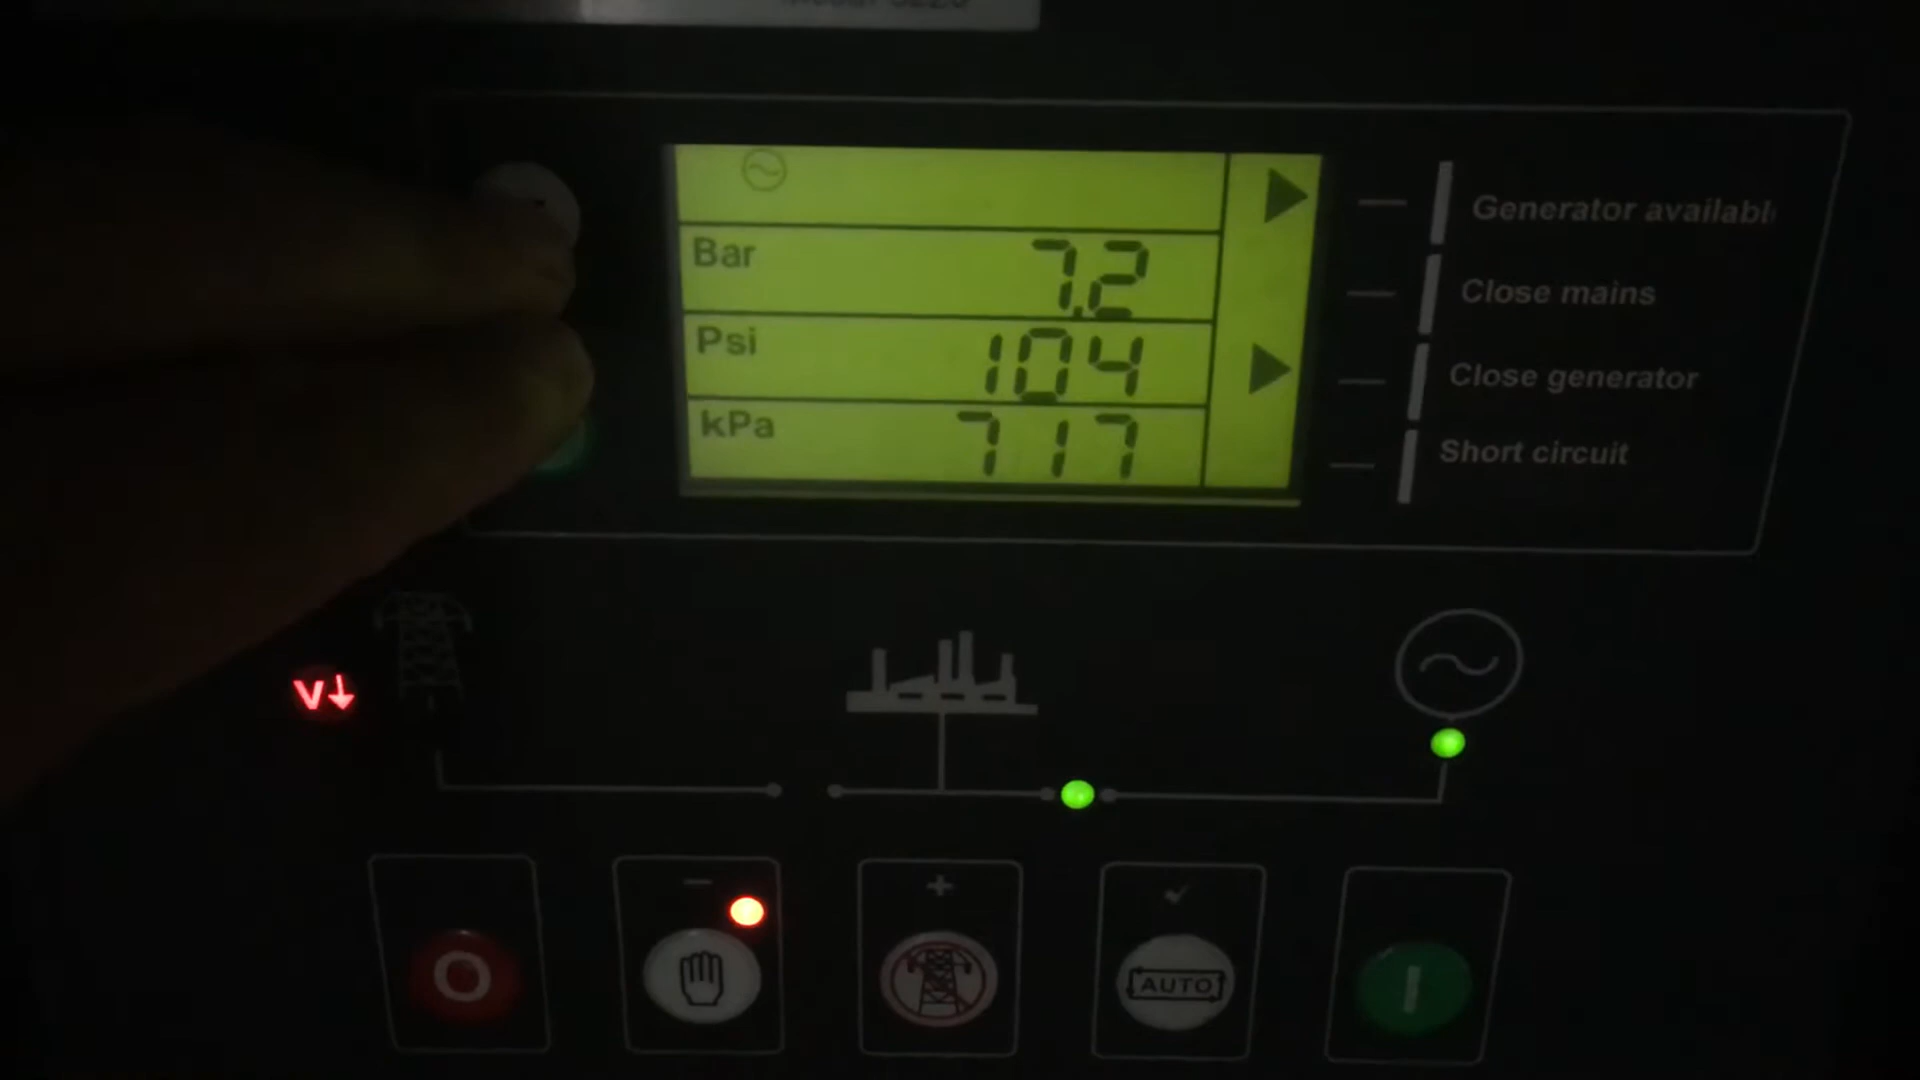 Bar 7.2
Psi 104
kPa 717
Generator available
Close mains
Close generator
Short circuit
V↓
- +
O
AUTO
I